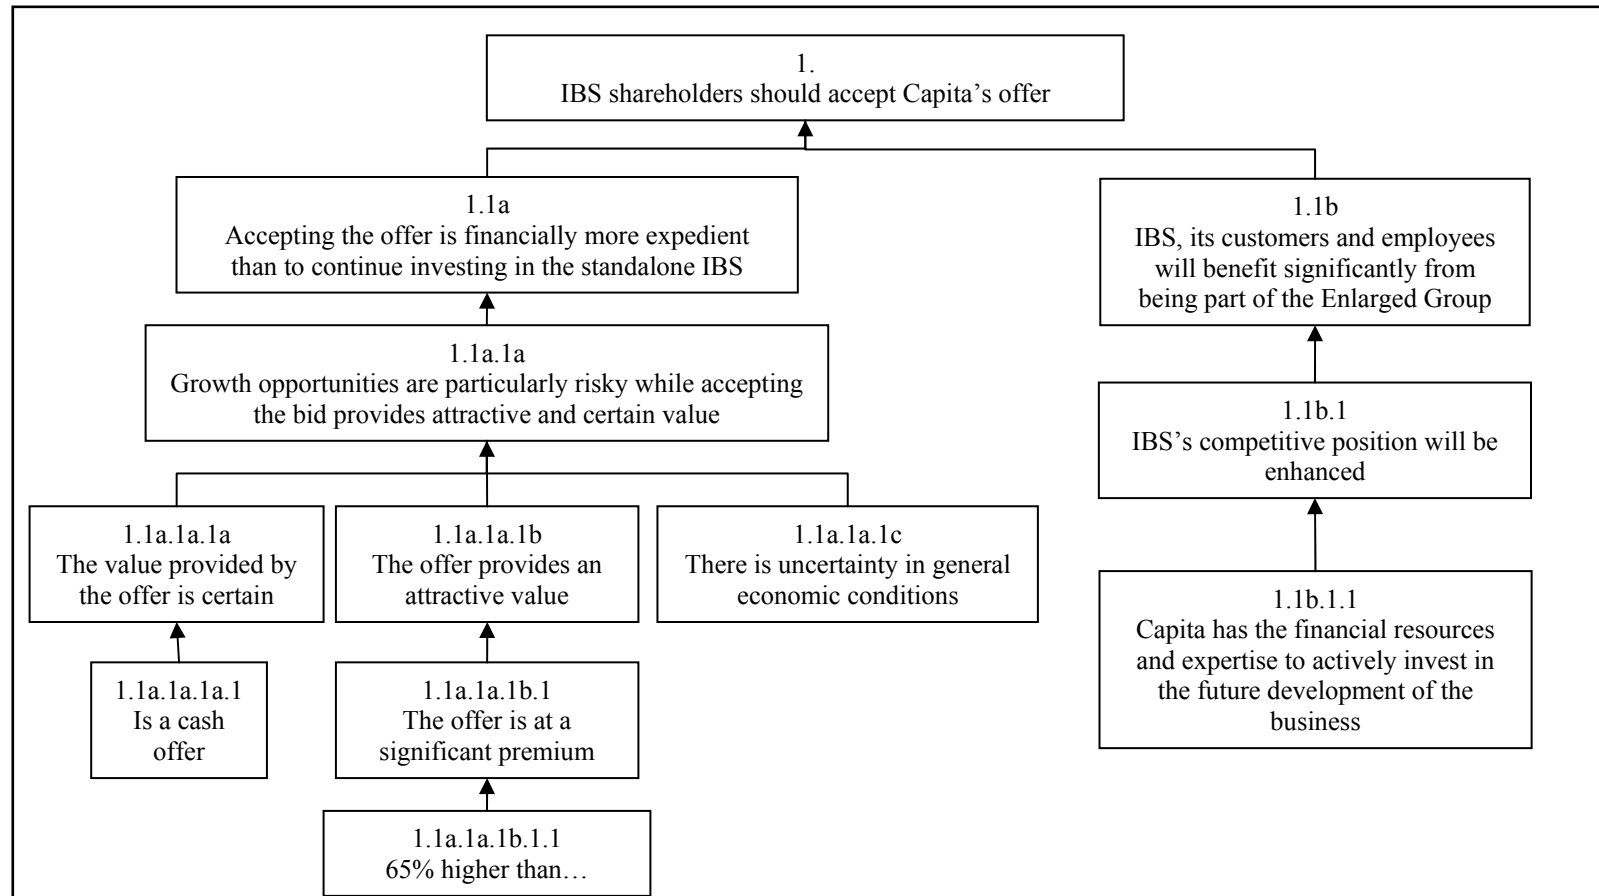 1.
IBS shareholders should accept Capita’s offer
1.1a
Accepting the offer is financially more expedient
than to continue investing in the standalone IBS
1.1b
IBS, its customers and employees
will benefit significantly from
being part of the Enlarged Group
1.1a.1a
Growth opportunities are particularly risky while accepting
the bid provides attractive and certain value
1.1b.1
IBS’s competitive position will be
enhanced
1.1a.1a.1a
The value provided by
the offer is certain
1.1a.1a.1b
The offer provides an
attractive value
1.1a.1a.1c
There is uncertainty in general
economic conditions
1.1b.1.1
Capita has the financial resources
and expertise to actively invest in
the future development of the
business
1.1a.1a.1a.1
Is a cash
offer
1.1a.1a.1b.1
The offer is at a
significant premium
1.1a.1a.1b.1.1
65% higher than…